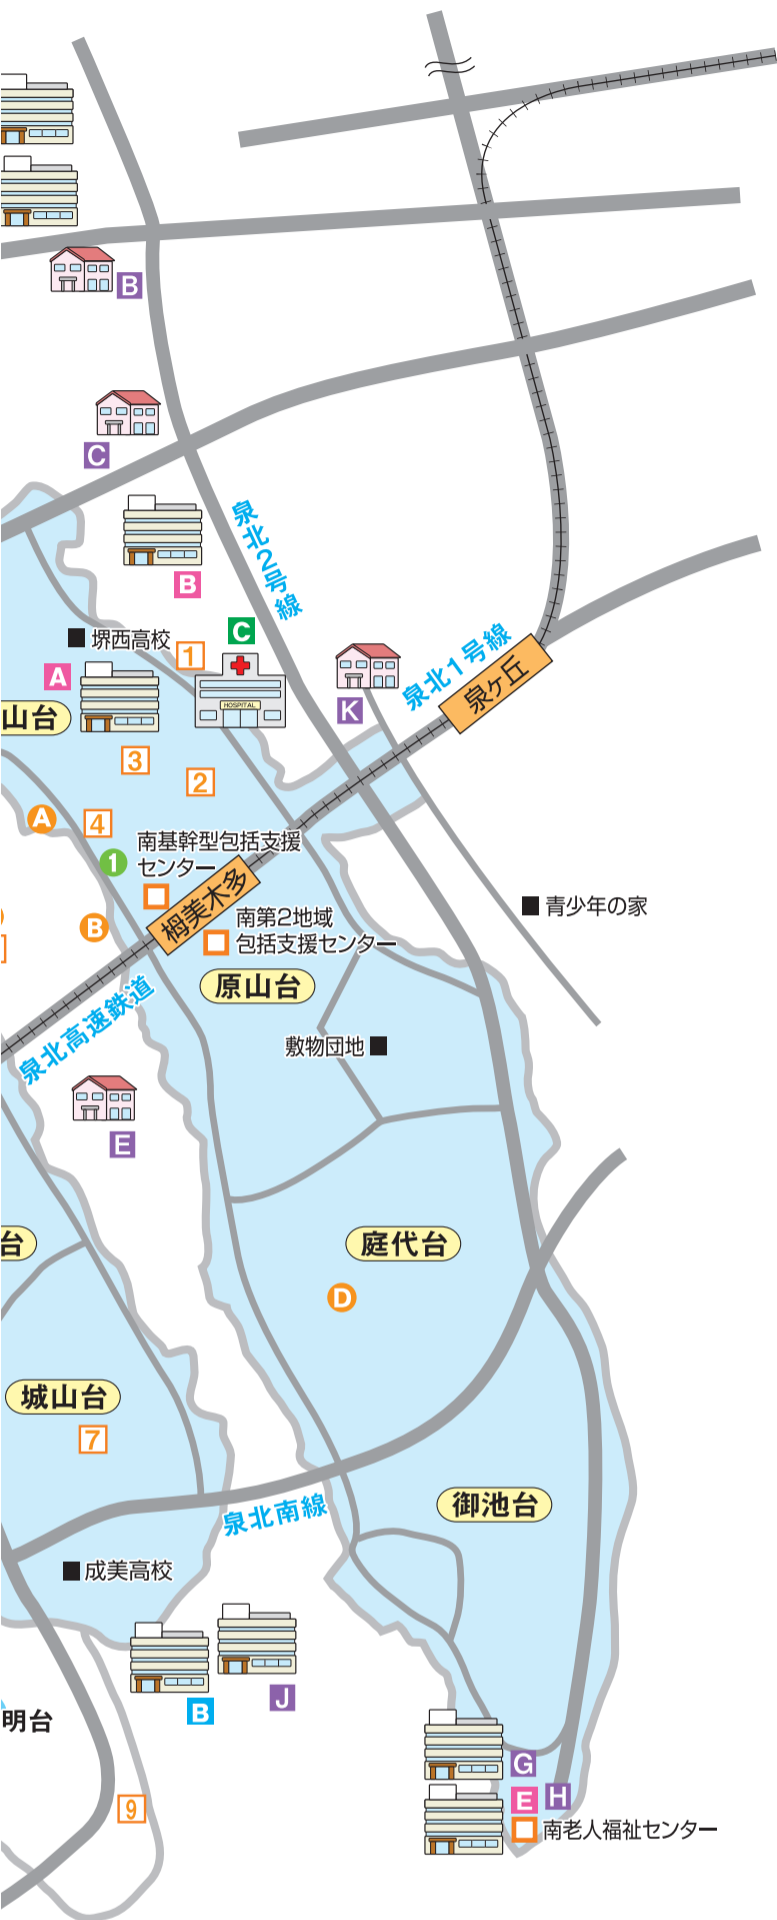 B
C
泉北2号線
B
C
堺西高校
1
HOSPITAL
A
K
泉北1号線
泉ヶ丘
山台
3
2
A
4
1
南基幹型包括支援
センター
栂美木多
B
南第2地域
包括支援センター
青少年の家
原山台
泉北高速鉄道
敷物団地
E
台
庭代台
D
城山台
7
御池台
泉北南線
成美高校
B
J
明台
G
E
H
9
南老人福祉センター